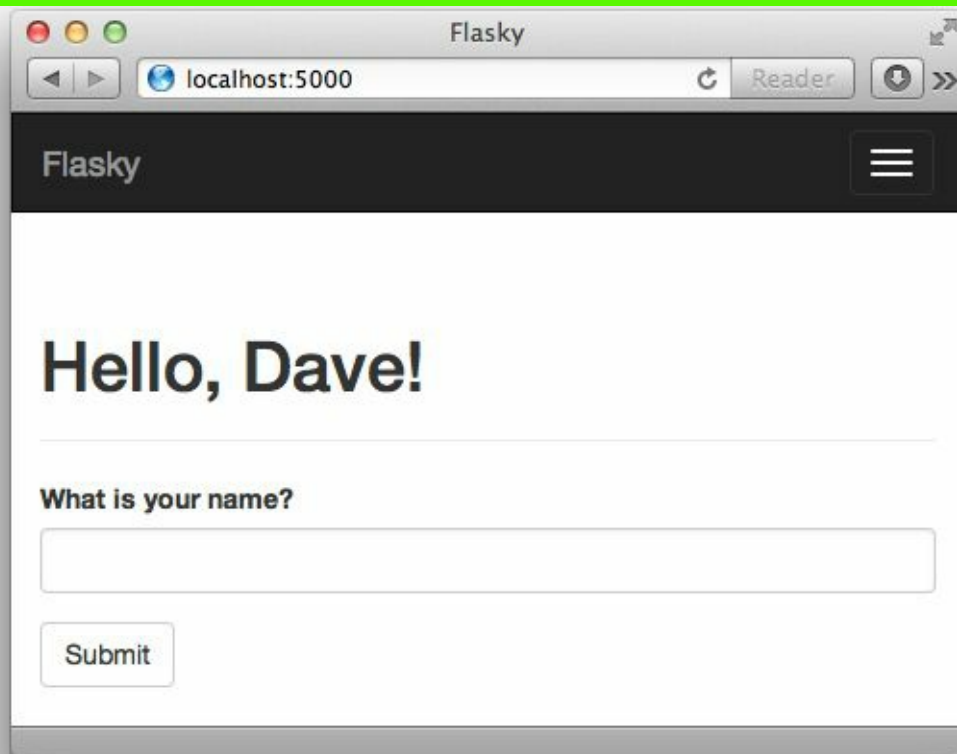 Flasky
localhost:5000
Reader
Flasky
Hello, Dave!
What is your name?
Submit